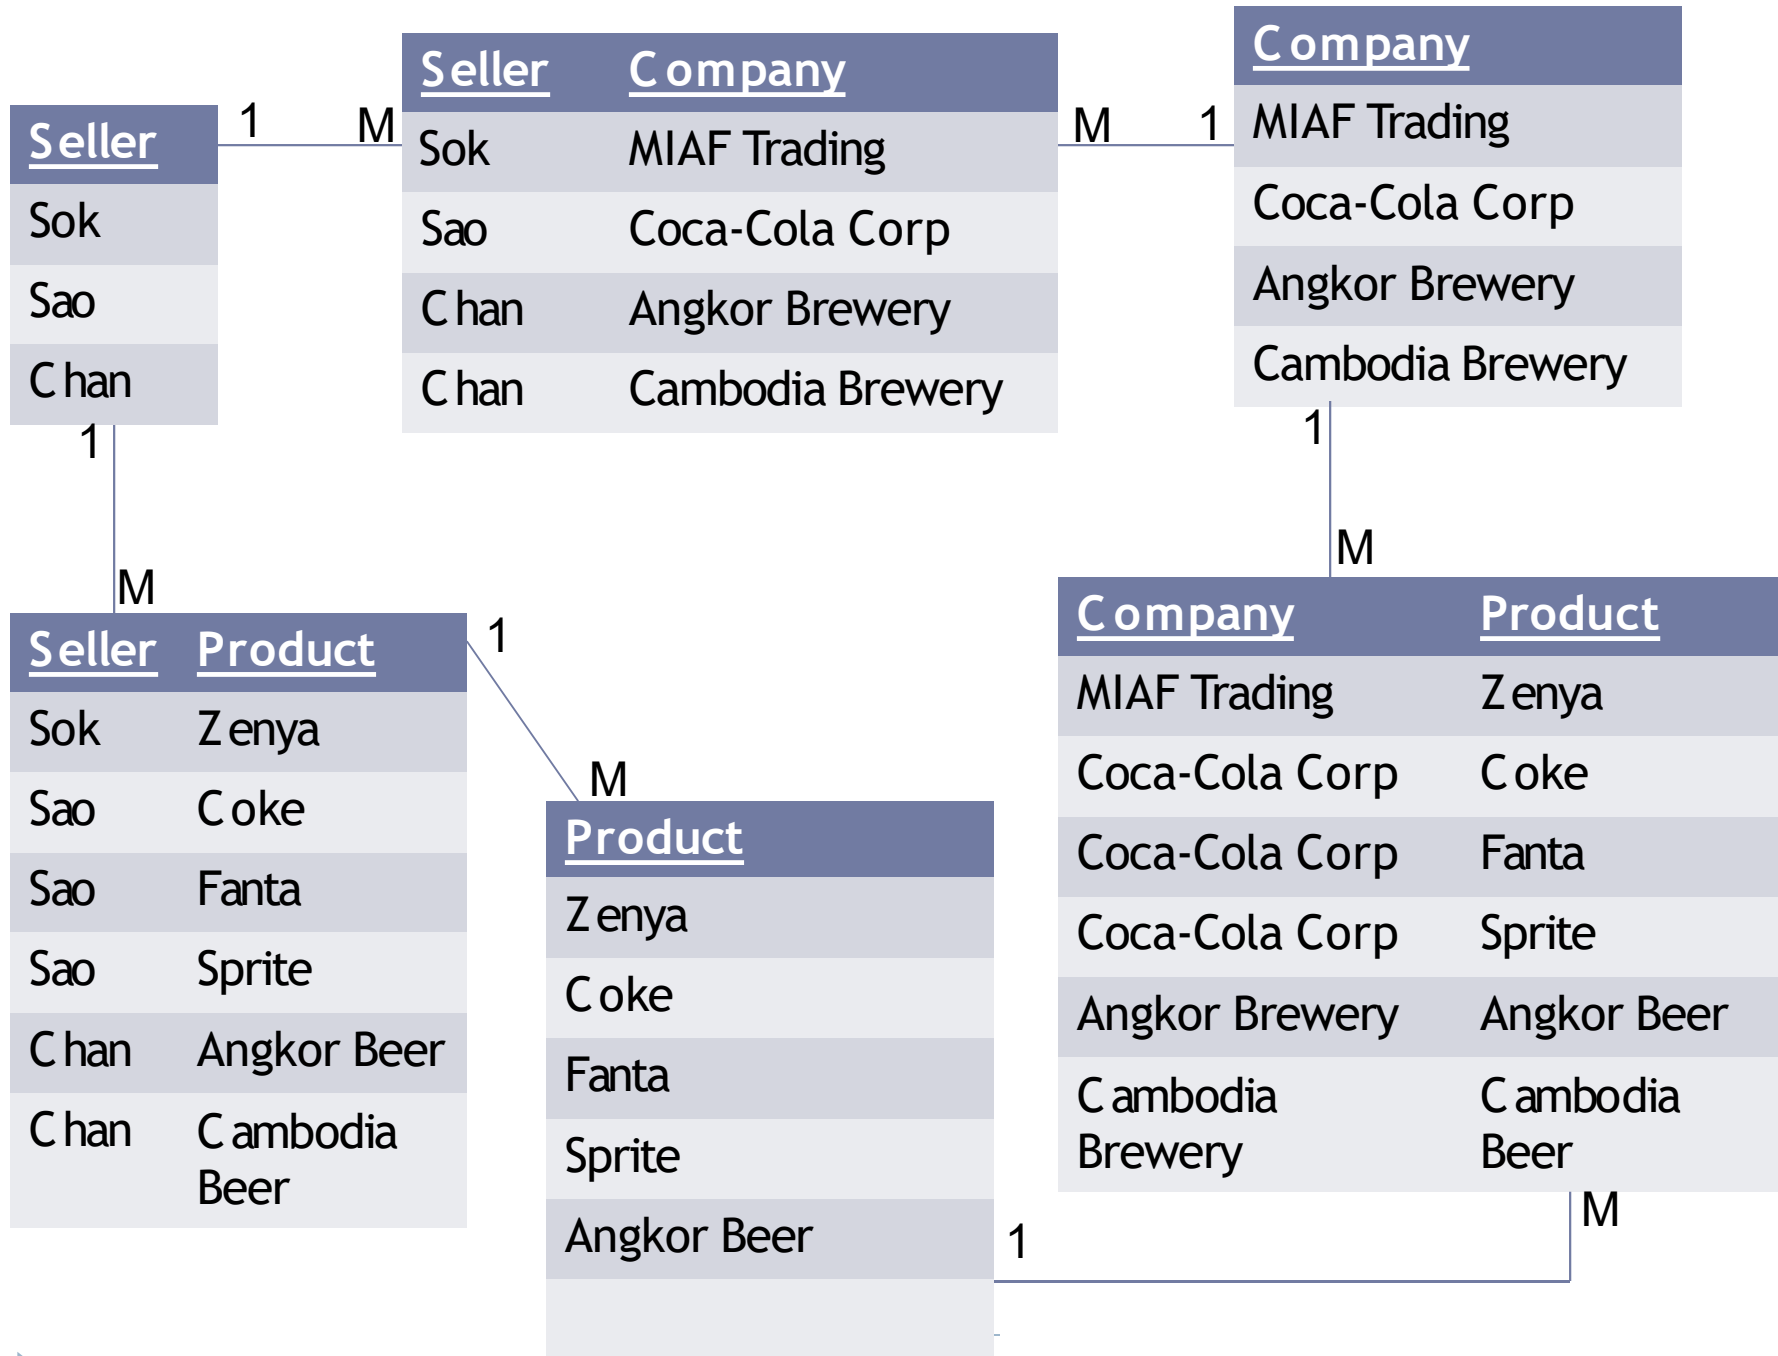 Seller
Sok
Sao
Chan
1 M
Seller Company
Sok MIAF Trading
Sao Coca-Cola Corp
Chan Angkor Brewery
Chan Cambodia Brewery
M 1
Company
MIAF Trading
Coca-Cola Corp
Angkor Brewery
Cambodia Brewery
1
M
Seller Product
Sok Zenya
Sao Coke
Sao Fanta
Sao Sprite
Chan Angkor Beer
Chan Cambodia
Beer
1
M
Product
Zenya
Coke
Fanta
Sprite
Angkor Beer
1
M
Company Product
MIAF Trading Zenya
Coca-Cola Corp Coke
Coca-Cola Corp Fanta
Coca-Cola Corp Sprite
Angkor Brewery Angkor Beer
Cambodia Cambodia
Brewery Beer
1
M